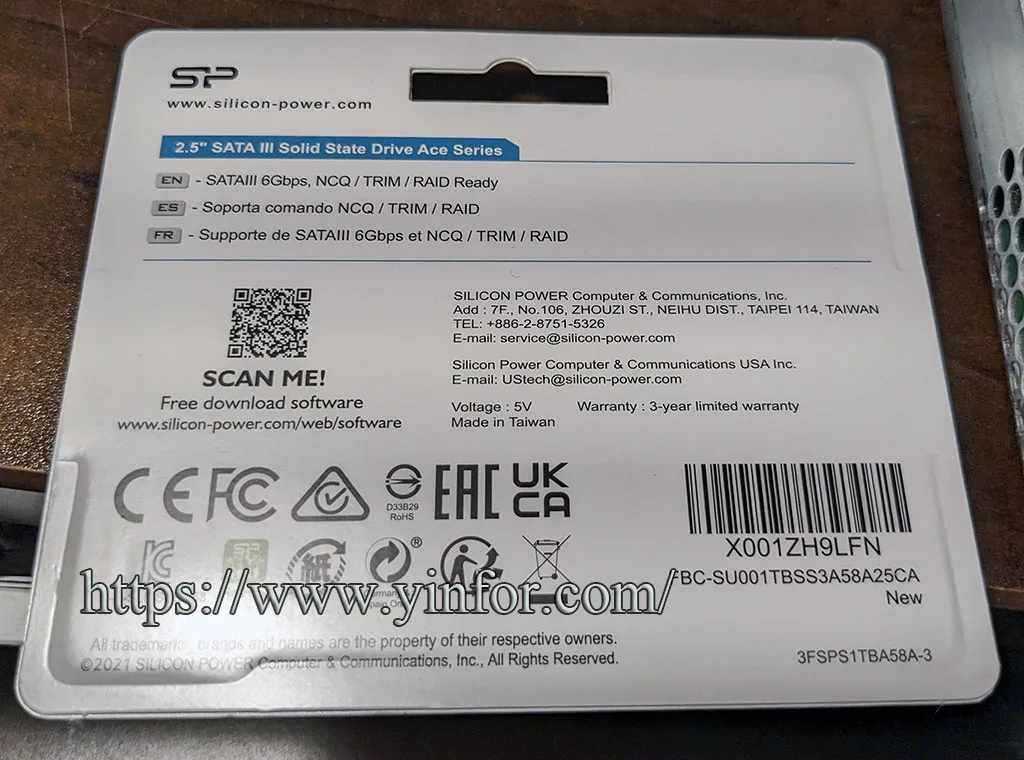 SP
www.silicon-power.com
2.5" SATA III Solid State Drive Ace Series
EN - SATAIII 6Gbps, NCQ / TRIM / RAID Ready
ES - Soporta comando NCQ / TRIM / RAID
FR - Supporte de SATAIII 6Gbps et NCQ / TRIM / RAID
SCAN ME!
Free download software
www.silicon-power.com/web/software
SILICON POWER Computer & Communications, Inc.
Add : 7F., No.106, ZHOUZI ST., NEIHU DIST., TAIPEI 114, TAIWAN
TEL: +886-2-8751-5326
E-mail: service@silicon-power.com
Silicon Power Computer & Communications USA Inc.
E-mail: UStech@silicon-power.com
Voltage : 5V Warranty : 3-year limited warranty
Made in Taiwan
CE FC D33B29 RoHS EAC UK CA
X001ZH9LFN
FBC-SU001TBSS3A58A25CA
New
紙
®
https://www.yinfor.com/
All trademarks, brands and names are the property of their respective owners.
©2021 SILICON POWER Computer & Communications, Inc., All Rights Reserved.
3FSPS1TBA58A-3